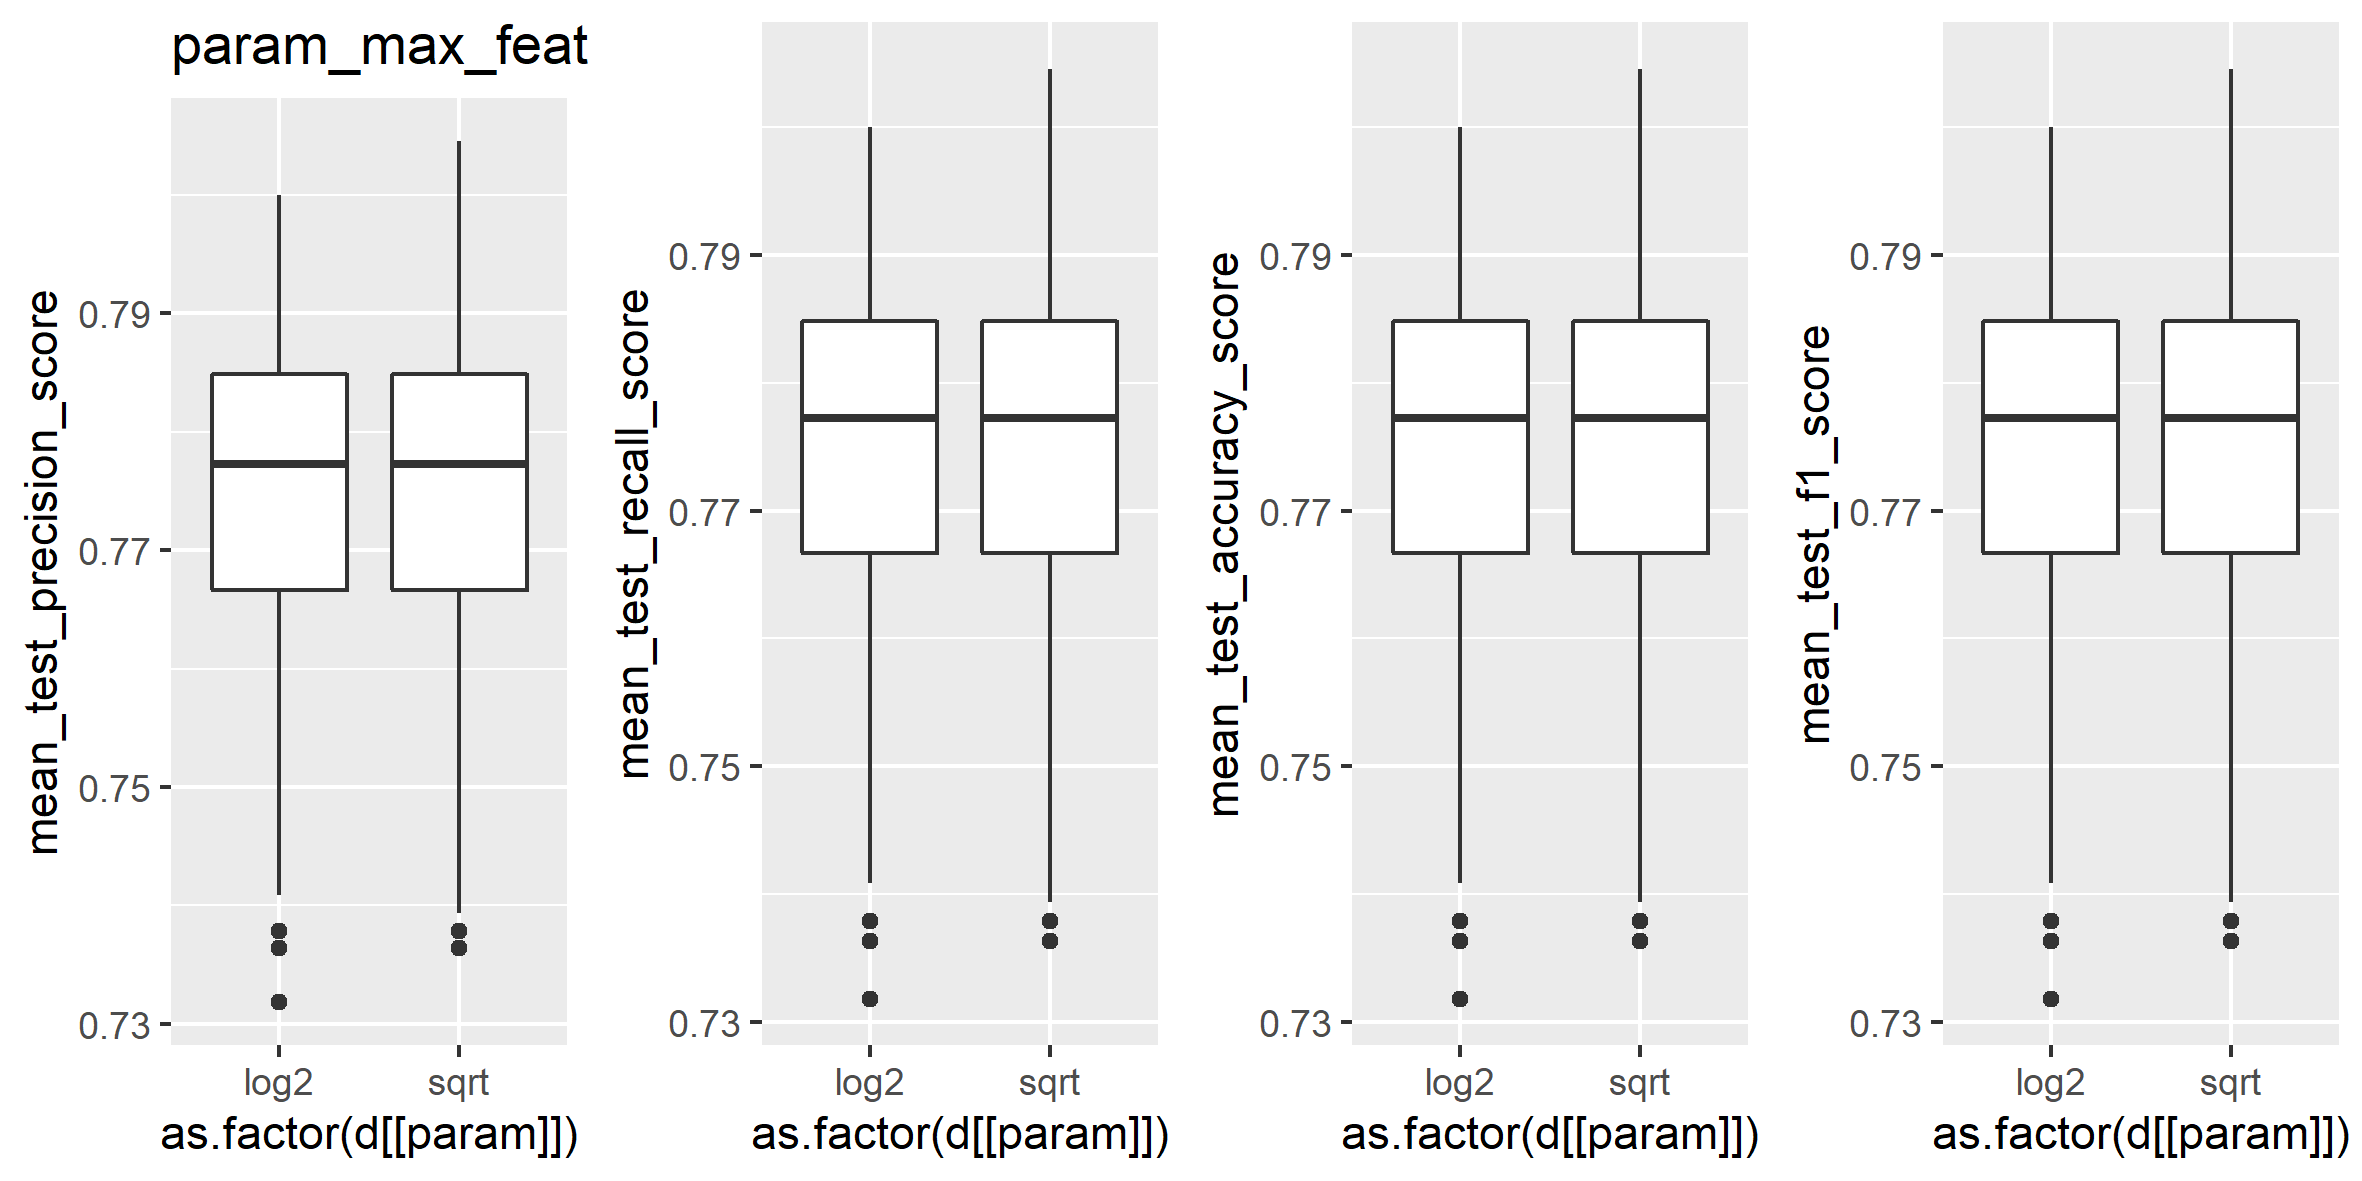 param_max_feat
mean_test_precision_score
0.79
0.77
0.75
0.73
log2
sqrt
as.factor(d[[param]])
mean_test_recall_score
0.79
0.77
0.75
0.73
log2
sqrt
as.factor(d[[param]])
mean_test_accuracy_score
0.79
0.77
0.75
0.73
log2
sqrt
as.factor(d[[param]])
mean_test_f1_score
0.79
0.77
0.75
0.73
log2
sqrt
as.factor(d[[param]])